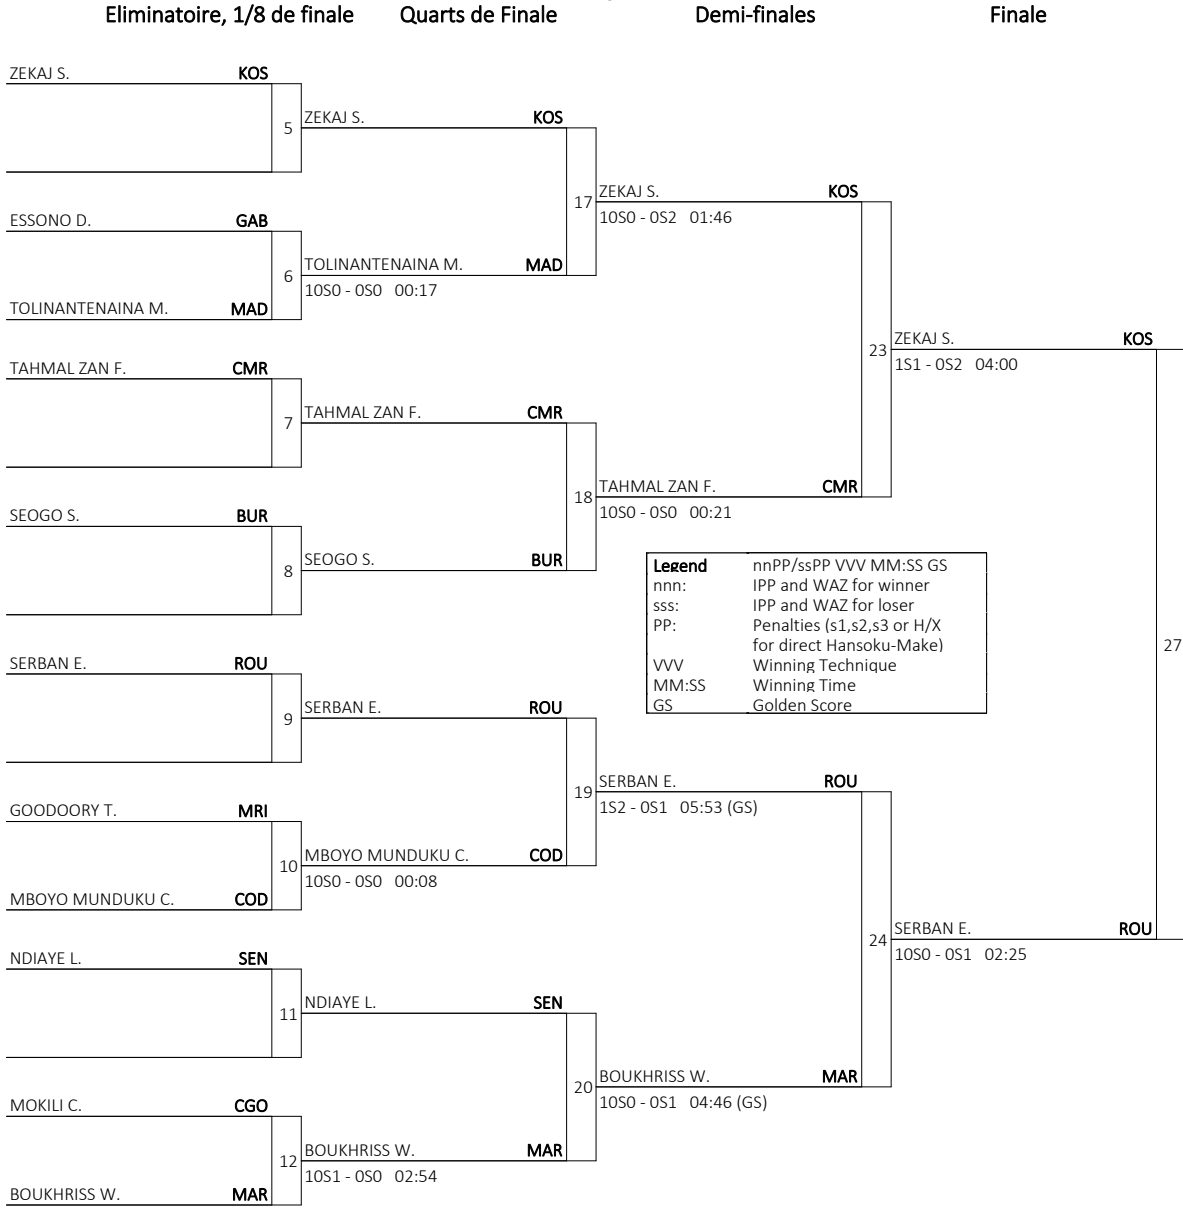 Eliminatoire, 1/8 de finale Quarts de Finale Demi-finales Finale
ZEKAJ S. KOS
5 ZEKAJ S. KOS
17 ZEKAJ S. KOS
10S0 - 0S2 01:46
ESSONO D. GAB
6 TOLINANTENAINA M. MAD
10S0 - 0S0 00:17
TOLINANTENAINA M. MAD
23 ZEKAJ S. KOS
1S1 - 0S2 04:00
TAHMAL ZAN F. CMR
7 TAHMAL ZAN F. CMR
18 TAHMAL ZAN F. CMR
10S0 - 0S0 00:21
SEOGO S. BUR
8 SEOGO S. BUR
Legend nnPP/ssPP VVV MM:SS GS
nnn: IPP and WAZ for winner
sss: IPP and WAZ for loser
PP: Penalties (s1,s2,s3 or H/X
for direct Hansoku-Make)
VVV Winning Technique
MM:SS Winning Time
GS Golden Score
27
SERBAN E. ROU
9 SERBAN E. ROU
19 SERBAN E. ROU
1S2 - 0S1 05:53 (GS)
GOODOORY T. MRI
10 MBOYO MUNDUKU C. COD
10S0 - 0S0 00:08
MBOYO MUNDUKU C. COD
24 SERBAN E. ROU
10S0 - 0S1 02:25
NDIAYE L. SEN
11 NDIAYE L. SEN
20 BOUKHRISS W. MAR
10S0 - 0S1 04:46 (GS)
MOKILI C. CGO
12 BOUKHRISS W. MAR
10S1 - 0S0 02:54
BOUKHRISS W. MAR